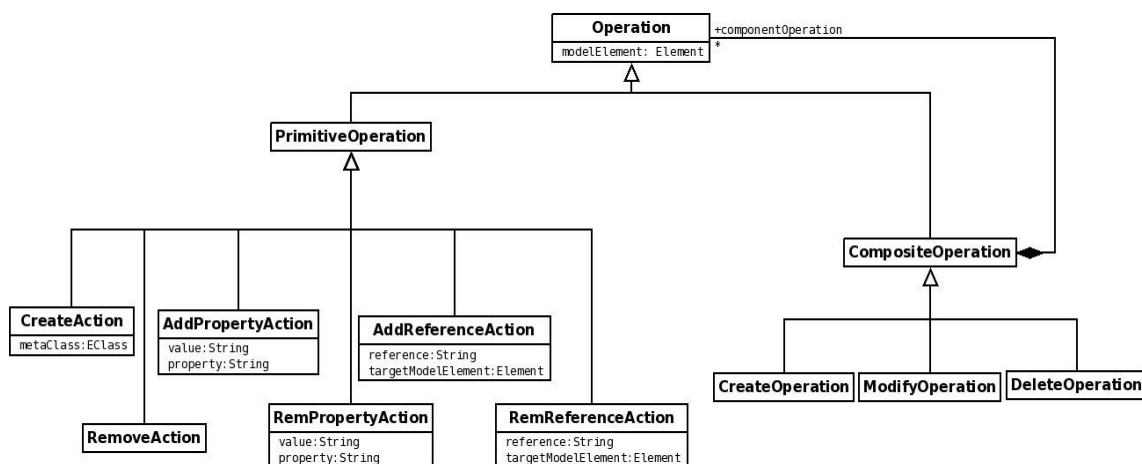 Operation
modelElement: Element
+componentOperation
*
PrimitiveOperation
CompositeOperation
CreateAction
metaClass:EClass
AddPropertyAction
value:String
property:String
AddReferenceAction
reference:String
targetModelElement:Element
CreateOperation
ModifyOperation
DeleteOperation
RemoveAction
RemPropertyAction
value:String
property:String
RemReferenceAction
reference:String
targetModelElement:Element